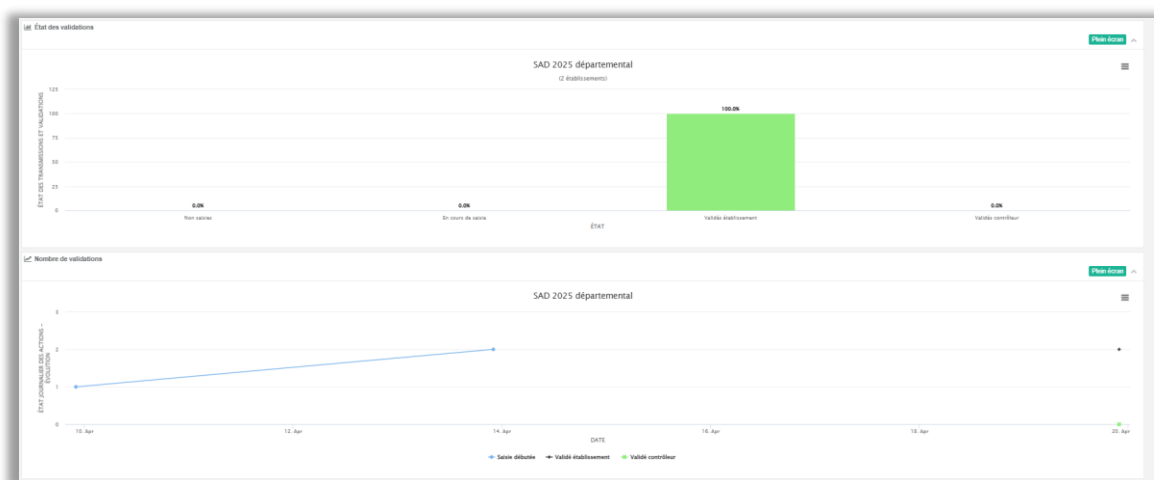 État des validations
Plein écran
SAD 2025 départemental
(2 établissements)
ÉTAT DES TRANSMISSIONS ET VALIDATIONS
125
100
75
50
25
0
0.0%
0.0%
100.0%
0.0%
Non saisies
En cours de saisie
Validés établissement
Validés contrôleur
ÉTAT
Nombre de validations
Plein écran
SAD 2025 départemental
ÉTAT JOURNALIER DES ACTIONS –
ÉVOLUTION
3
2
1
0
10. Apr
12. Apr
14. Apr
16. Apr
18. Apr
20. Apr
DATE
Saisie débutée
Validé établissement
Validé contrôleur